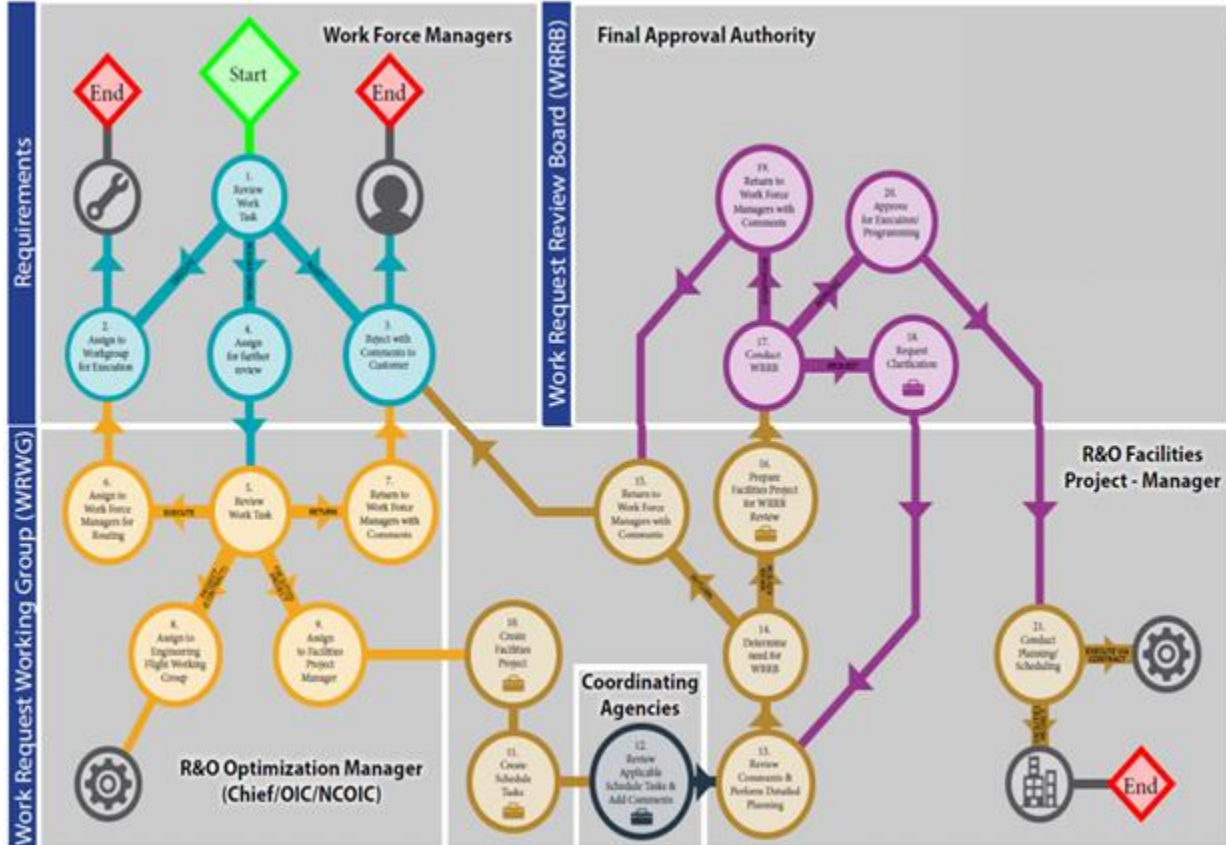 Requirements
Work Force Managers
End
Start
End
1.
Review
Work
Task
2.
Assign to
Workgroup
for Execution
4.
Assign
for further
review
3.
Reject with
Comments to
Customer
Work Request Review Board (WRRB)
Final Approval Authority
19.
Return to
Work Force
Managers with
Comments
20.
Approve
for Execution/
Programming
17.
Conduct
WRRB
18.
Request
Clarification
Work Request Working Group (WRWG)
6.
Assign to
Work Force
Managers for
Routing
EXECUTE
5.
Review
Work Task
RETURN
7.
Return to
Work Force
Managers with
Comments
8.
Assign to
Engineering
Flight Working
Group
9.
Assign
to Facilities
Project
Manager
R&O Optimization Manager
(Chief/OIC/NCOIC)
10.
Create
Facilities
Project
11.
Create
Schedule
Tasks
Coordinating
Agencies
12.
Review
Applicable
Schedule Tasks &
Add Comments
13.
Review
Comments &
Perform Detailed
Planning
14.
Determine
need for
WRRB
15.
Return to
Work Force
Managers with
Comments
16.
Prepare
Facilities Project
for WRRB
Review
R&O Facilities
Project - Manager
21.
Conduct
Planning/
Scheduling
EXECUTE VIA
CONTRACT
End